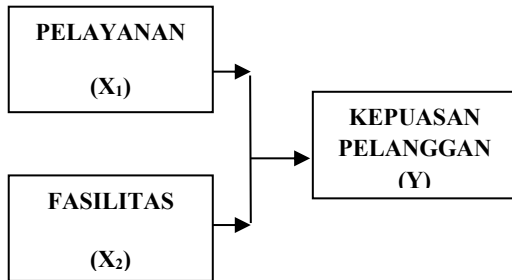 PELAYANAN
(X₁)
FASILITAS
(X₂)
KEPUASAN
PELANGGAN
(Y)